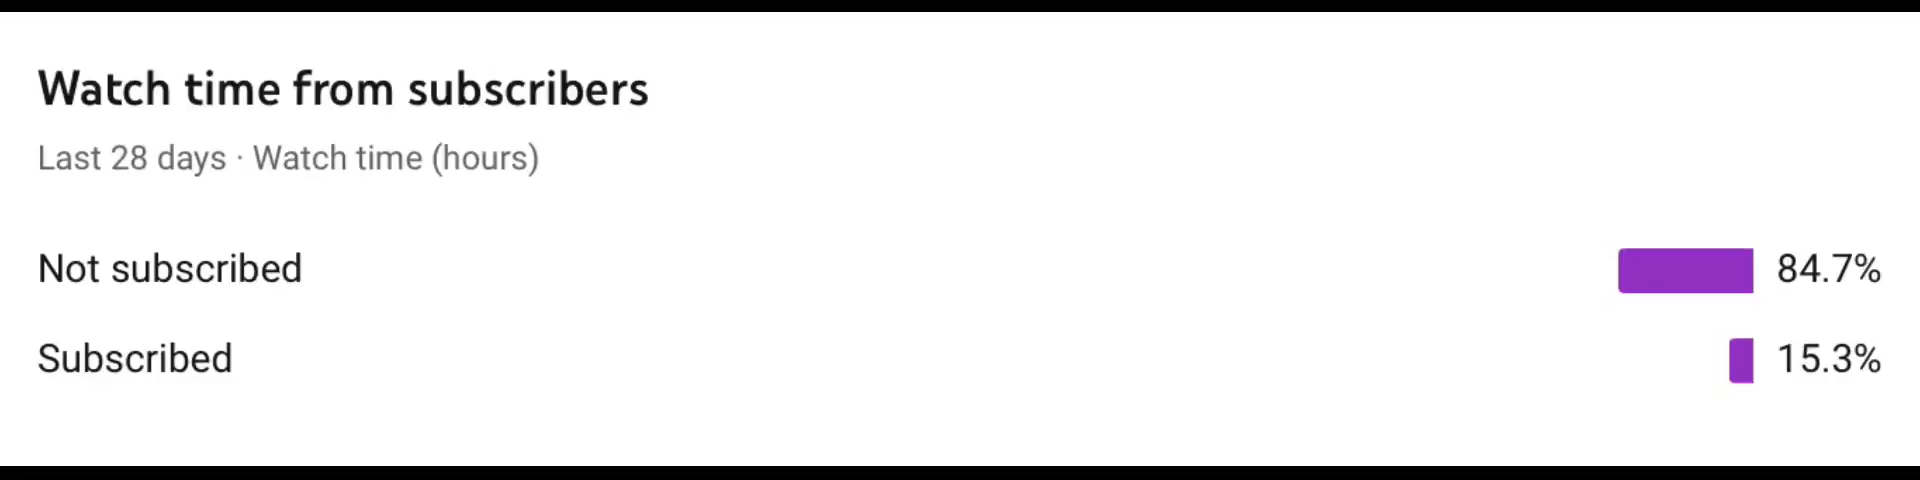 Watch time from subscribers
Last 28 days · Watch time (hours)
Not subscribed 84.7%
Subscribed 15.3%